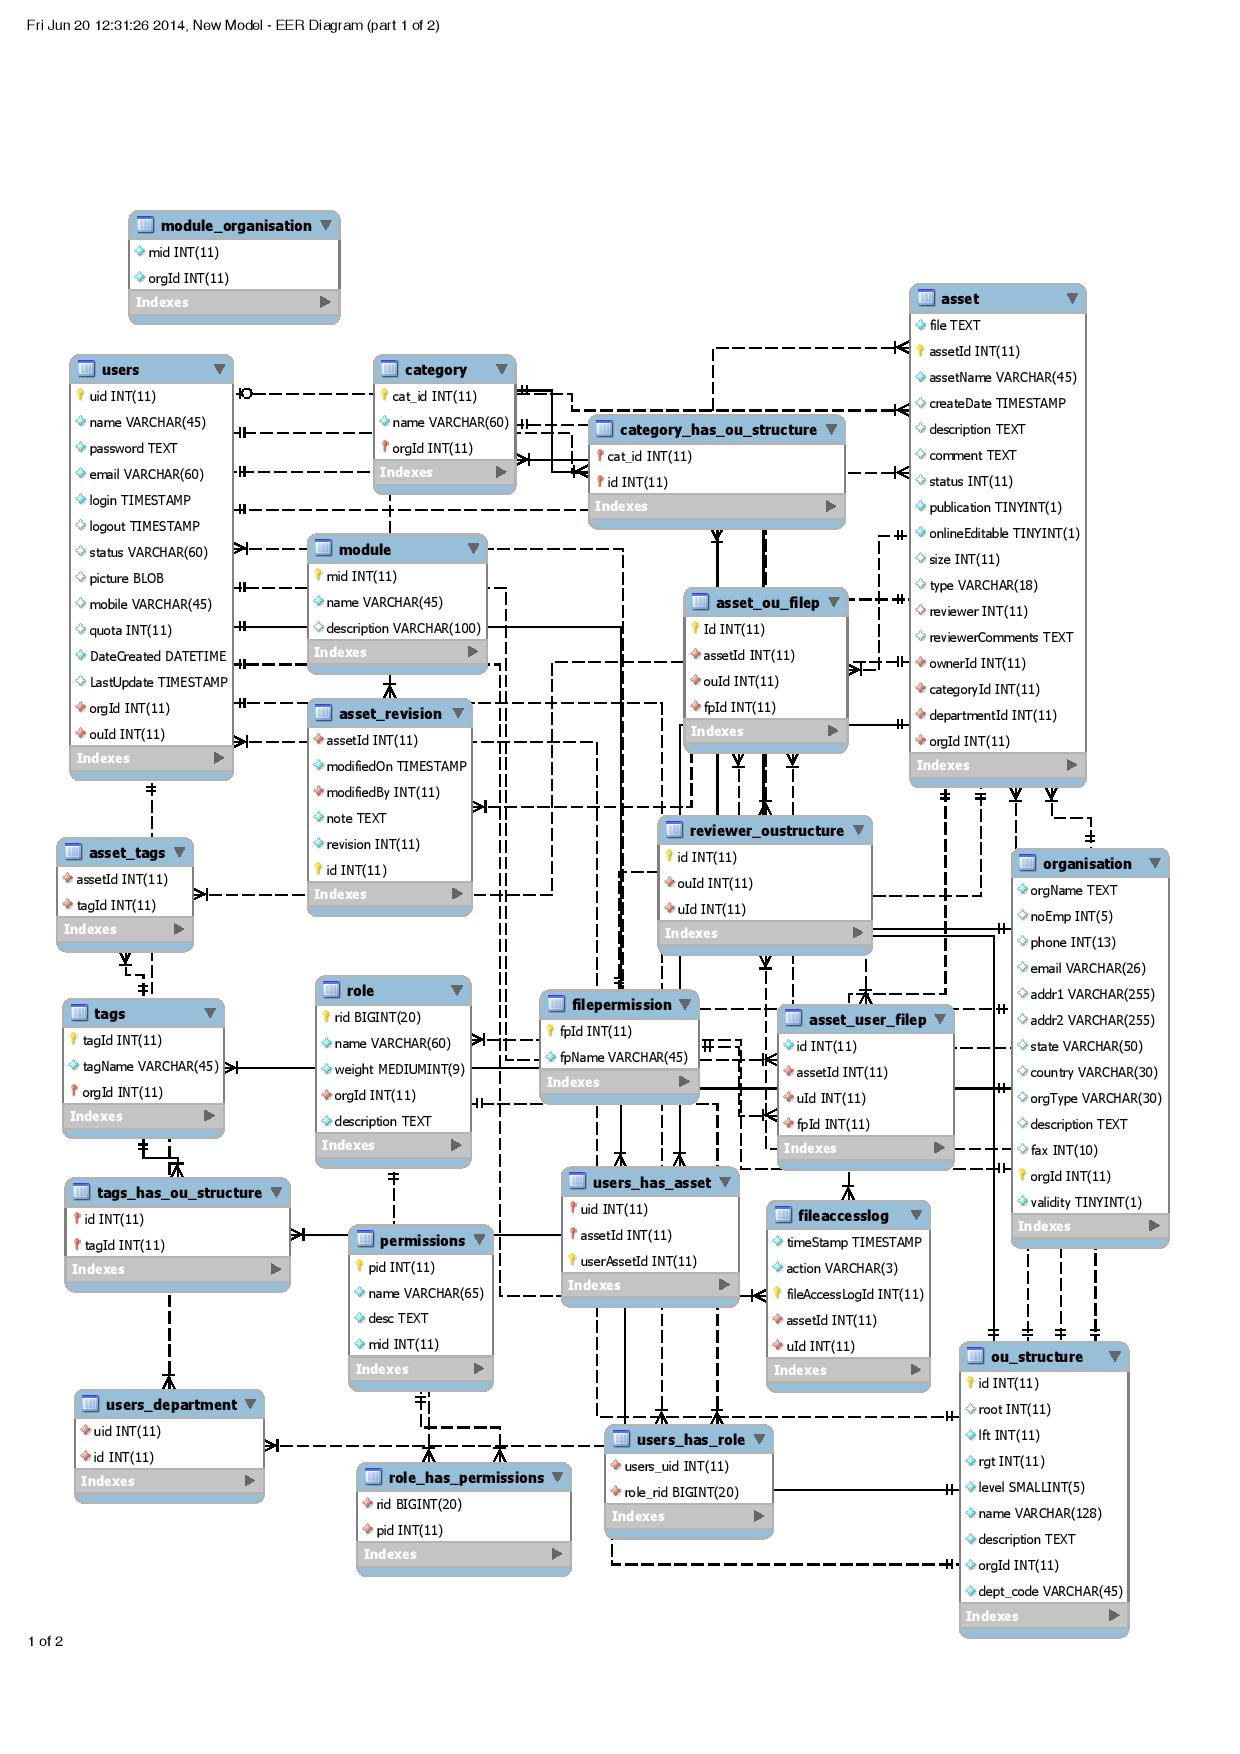 Fri Jun 20 12:31:26 2014, New Model - EER Diagram (part 1 of 2)
module_organisation
mid INT(11)
orgId INT(11)
Indexes
users
uid INT(11)
name VARCHAR(45)
password TEXT
email VARCHAR(60)
login TIMESTAMP
logout TIMESTAMP
status VARCHAR(60)
picture BLOB
mobile VARCHAR(45)
quota INT(11)
DateCreated DATETIME
LastUpdate TIMESTAMP
orgId INT(11)
ouId INT(11)
Indexes
category
cat_id INT(11)
name VARCHAR(60)
orgId INT(11)
Indexes
category_has_ou_structure
cat_id INT(11)
id INT(11)
Indexes
asset
file TEXT
assetId INT(11)
assetName VARCHAR(45)
createDate TIMESTAMP
description TEXT
comment TEXT
status INT(11)
publication TINYINT(1)
onlineEditable TINYINT(1)
size INT(11)
type VARCHAR(18)
reviewer INT(11)
reviewerComments TEXT
ownerId INT(11)
categoryId INT(11)
departmentId INT(11)
orgId INT(11)
Indexes
module
mid INT(11)
name VARCHAR(45)
description VARCHAR(100)
Indexes
asset_ou_filep
Id INT(11)
assetId INT(11)
ouId INT(11)
fpId INT(11)
Indexes
asset_revision
assetId INT(11)
modifiedOn TIMESTAMP
modifiedBy INT(11)
note TEXT
revision INT(11)
id INT(11)
Indexes
reviewer_oustructure
id INT(11)
ouId INT(11)
uId INT(11)
Indexes
asset_tags
assetId INT(11)
tagId INT(11)
Indexes
organisation
orgName TEXT
noEmp INT(5)
phone INT(13)
email VARCHAR(26)
addr1 VARCHAR(255)
addr2 VARCHAR(255)
state VARCHAR(50)
country VARCHAR(30)
orgType VARCHAR(30)
description TEXT
fax INT(10)
orgId INT(11)
validity TINYINT(1)
Indexes
tags
tagId INT(11)
tagName VARCHAR(45)
orgId INT(11)
Indexes
role
rid BIGINT(20)
name VARCHAR(60)
weight MEDIUMINT(9)
orgId INT(11)
description TEXT
Indexes
filepermission
fpId INT(11)
fpName VARCHAR(45)
Indexes
asset_user_filep
id INT(11)
assetId INT(11)
uId INT(11)
fpId INT(11)
Indexes
tags_has_ou_structure
id INT(11)
tagId INT(11)
Indexes
permissions
pid INT(11)
name VARCHAR(65)
desc TEXT
mid INT(11)
Indexes
users_has_asset
uid INT(11)
assetId INT(11)
userAssetId INT(11)
Indexes
fileaccesslog
timeStamp TIMESTAMP
action VARCHAR(3)
fileAccessLogId INT(11)
assetId INT(11)
uId INT(11)
Indexes
ou_structure
id INT(11)
root INT(11)
lft INT(11)
rgt INT(11)
level SMALLINT(5)
name VARCHAR(128)
description TEXT
orgId INT(11)
dept_code VARCHAR(45)
Indexes
users_department
uid INT(11)
id INT(11)
Indexes
role_has_permissions
rid BIGINT(20)
pid INT(11)
Indexes
users_has_role
users_uid INT(11)
role_rid BIGINT(20)
Indexes
1 of 2